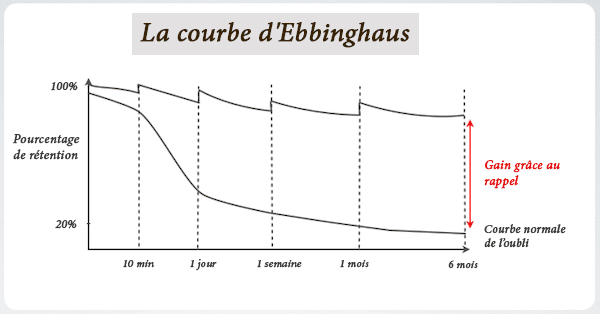 La courbe d'Ebbinghaus
100%
Pourcentage
de rétention
20%
Gain grâce au
rappel
Courbe normale
de l'oubli
10 min
1 jour
1 semaine
1 mois
6 mois